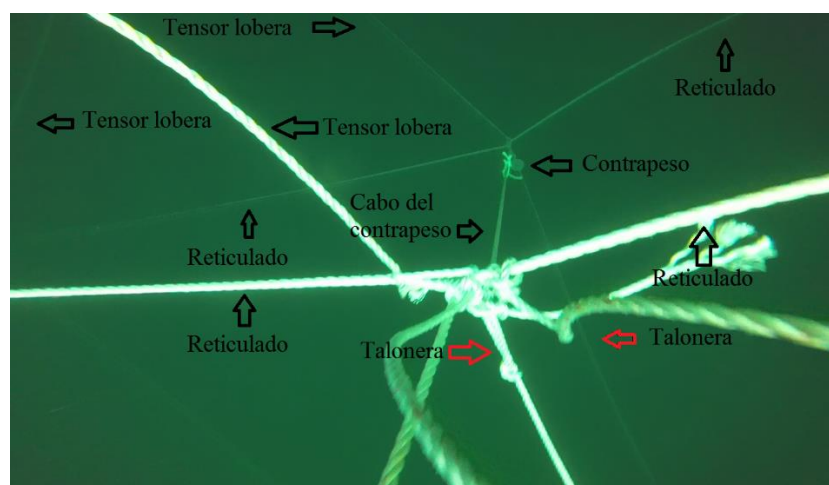 Tensor lobera
Reticulado
Tensor lobera
Tensor lobera
Contrapeso
Cabo del
contrapeso
Reticulado
Reticulado
Reticulado
Talonera
Talonera